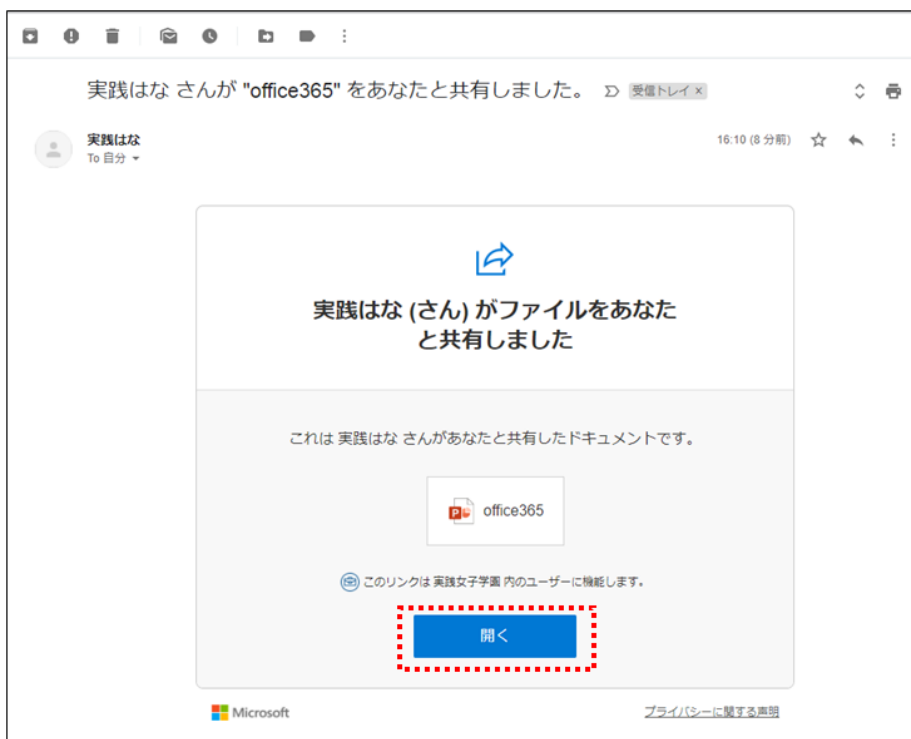 実践はな さんが "office365" をあなたと共有しました。 受信トレイ ×
実践はな 16:10 (8 分前)
To 自分
実践はな (さん) がファイルをあなた
と共有しました
これは 実践はな さんがあなたと共有したドキュメントです。
office365
このリンクは 実践女子学園 内のユーザーに機能します。
開く
Microsoft プライバシーに関する声明